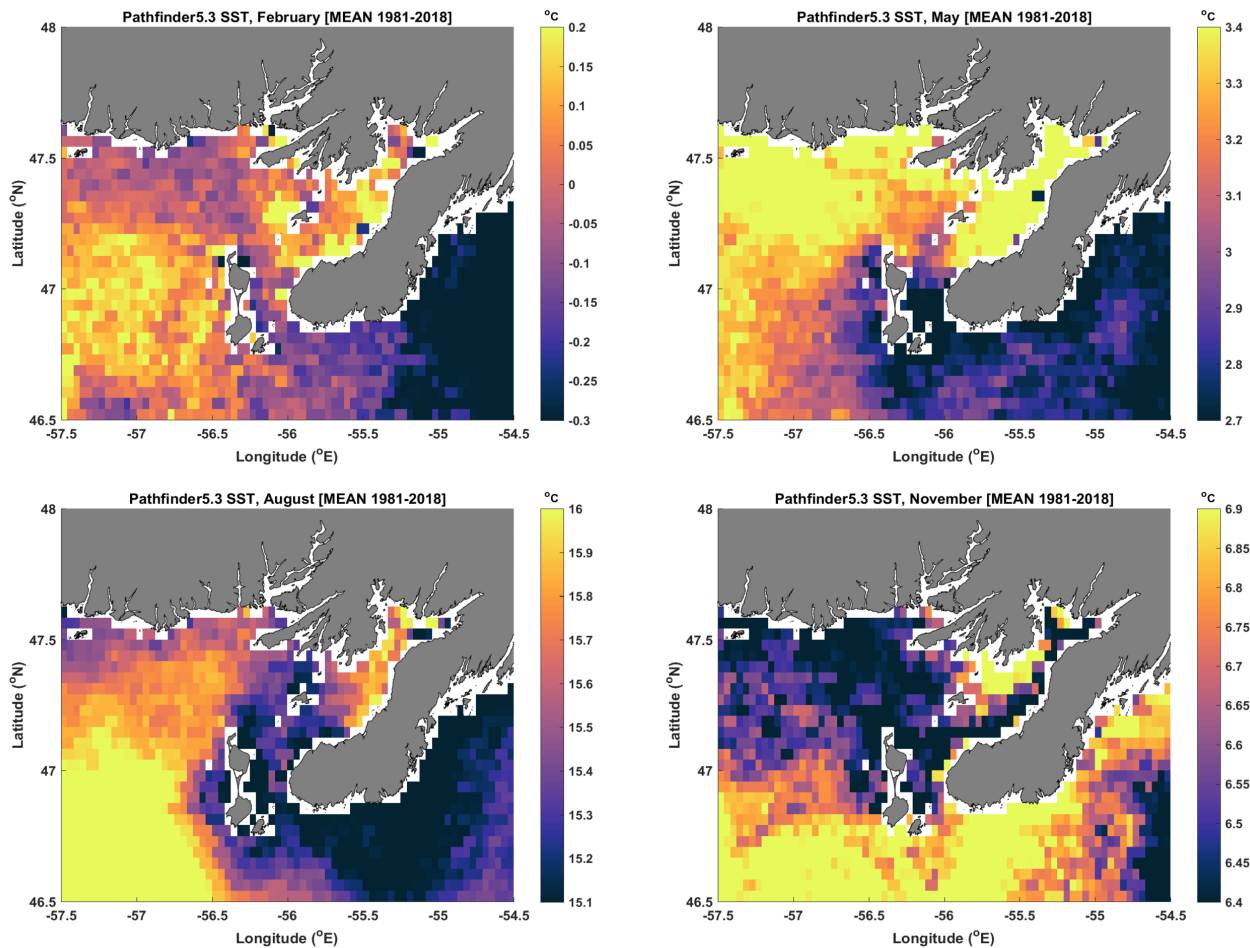 Pathfinder5.3 SST, February [MEAN 1981-2018]
°C
48
47.5
47
46.5
Latitude (°N)
-57.5 -57 -56.5 -56 -55.5 -55 -54.5
Longitude (°E)
0.2
0.15
0.1
0.05
0
-0.05
-0.1
-0.15
-0.2
-0.25
-0.3
Pathfinder5.3 SST, May [MEAN 1981-2018]
°C
48
47.5
47
46.5
Latitude (°N)
-57.5 -57 -56.5 -56 -55.5 -55 -54.5
Longitude (°E)
3.4
3.3
3.2
3.1
3
2.9
2.8
2.7
Pathfinder5.3 SST, August [MEAN 1981-2018]
°C
48
47.5
47
46.5
Latitude (°N)
-57.5 -57 -56.5 -56 -55.5 -55 -54.5
Longitude (°E)
16
15.9
15.8
15.7
15.6
15.5
15.4
15.3
15.2
15.1
Pathfinder5.3 SST, November [MEAN 1981-2018]
°C
48
47.5
47
46.5
Latitude (°N)
-57.5 -57 -56.5 -56 -55.5 -55 -54.5
Longitude (°E)
6.9
6.85
6.8
6.75
6.7
6.65
6.6
6.55
6.5
6.45
6.4